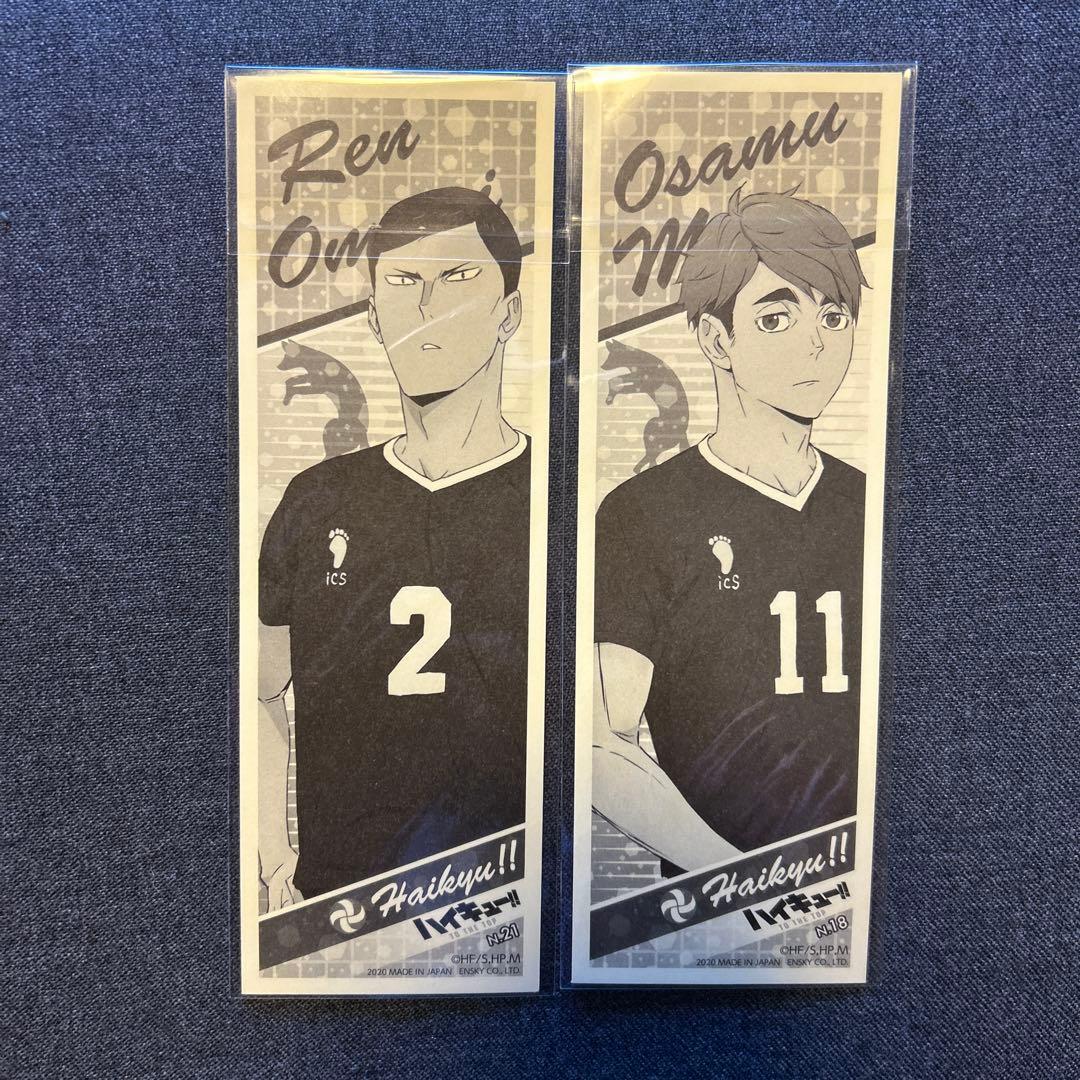 Ren
ics
2
Haikyu!!
ハイキュー!!
TO THE TOP
N.21
©HF/S,HP,M
2020 MADE IN JAPAN ENSKY CO., LTD.
Osamu
ics
11
Haikyu!!
ハイキュー!!
TO THE TOP
N.18
©HF/S,HP,M
2020 MADE IN JAPAN ENSKY CO., LTD.